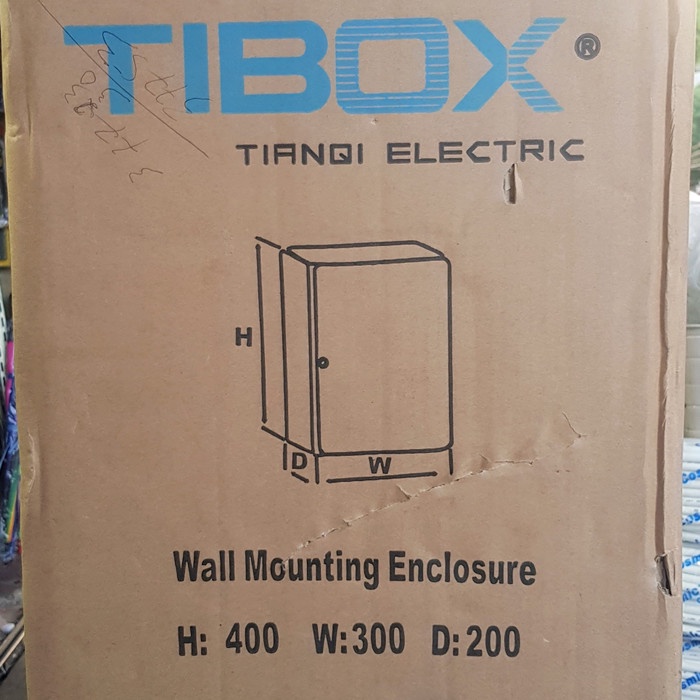 TIBOX®
TIANQI ELECTRIC
H
D
W
Wall Mounting Enclosure
H: 400 W:300 D:200